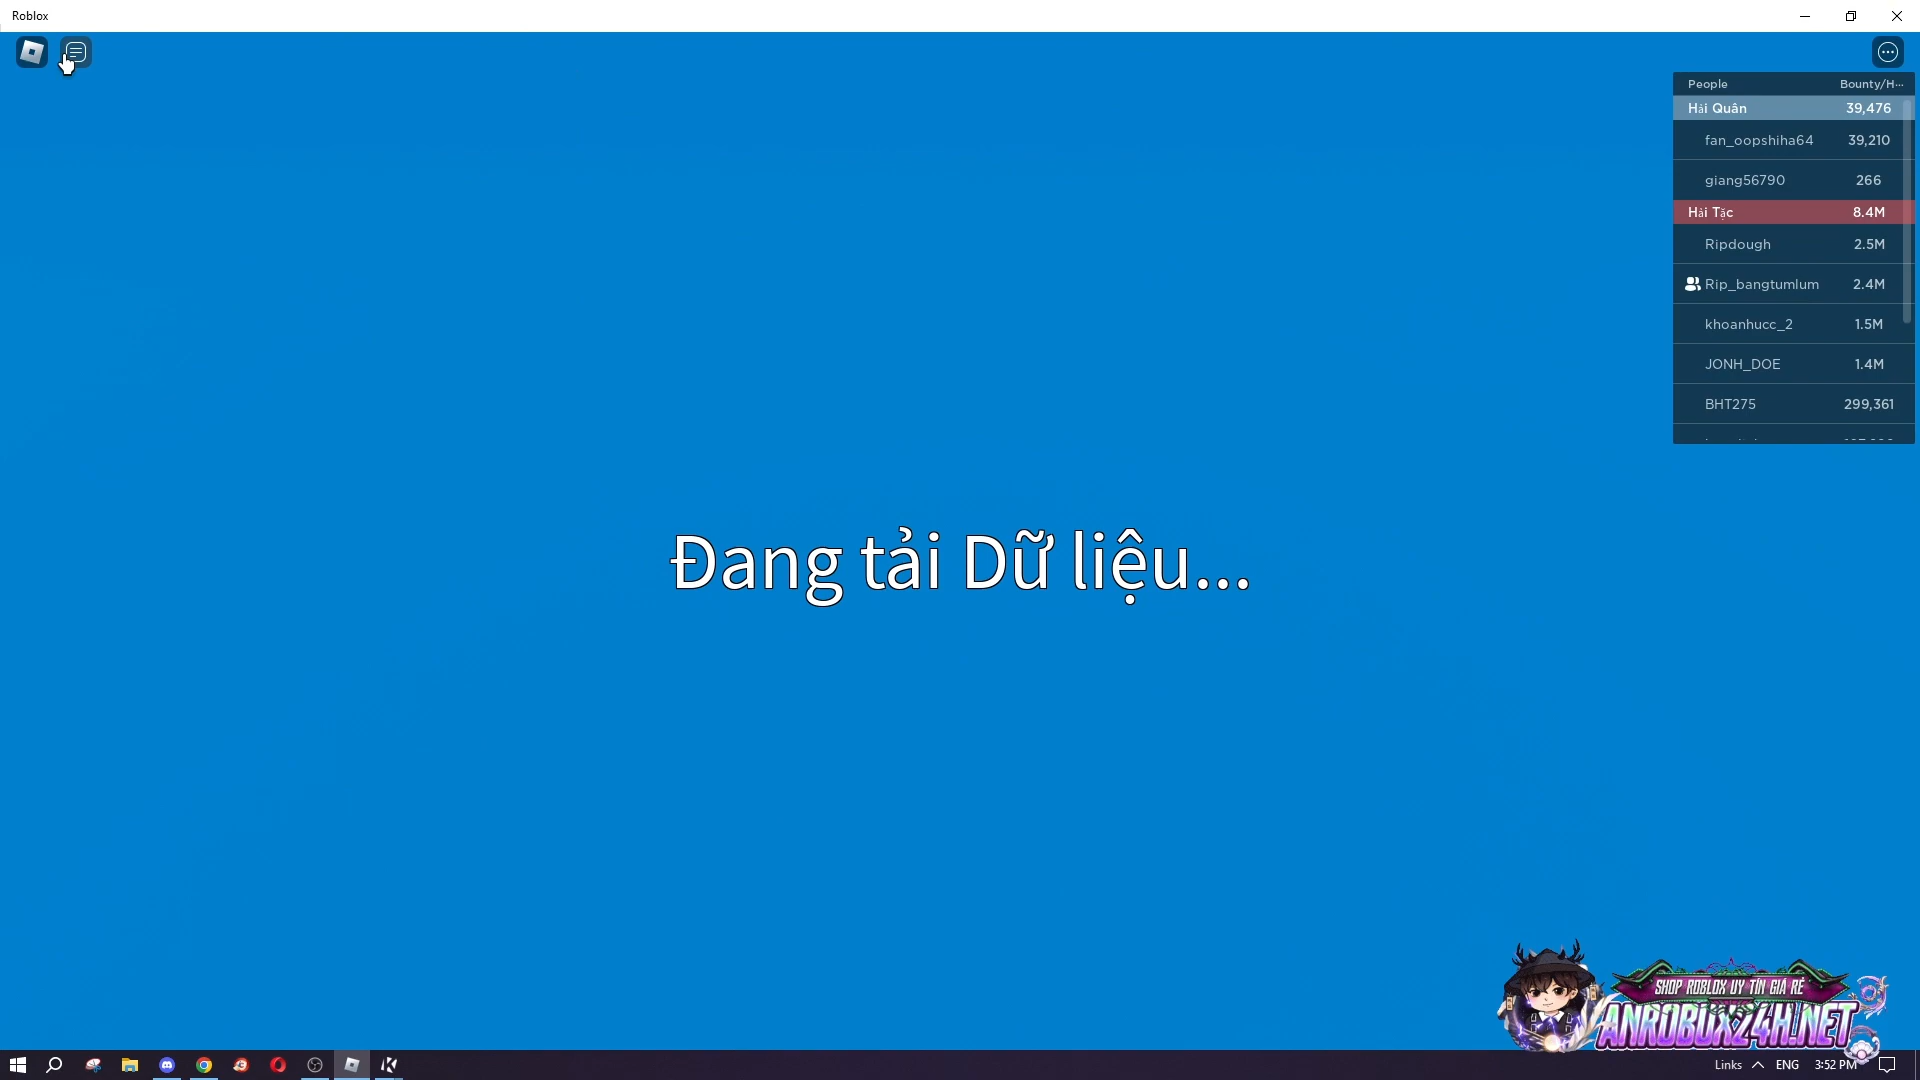 Roblox
People Bounty/H...
Hải Quân 39,476
fan_oopshiha64 39,210
giang56790 266
Hải Tặc 8.4M
Ripdough 2.5M
Rip_bangtumlum 2.4M
khoanhucc_2 1.5M
JONH_DOE 1.4M
BHT275 299,361
Đang tải Dữ liệu...
SHOP ROBLOX UY TÍN GIÁ RẺ
ANROBUX24H.NET
Links ENG 3:52 PM